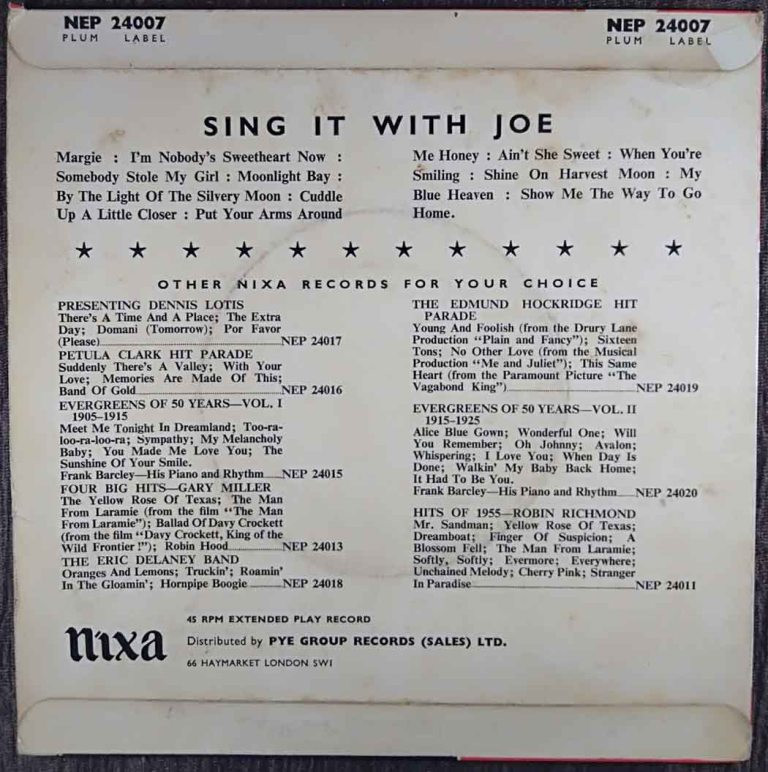 NEP 24007
PLUM LABEL
NEP 24007
PLUM LABEL
SING IT WITH JOE
Margie : I'm Nobody's Sweetheart Now :
Somebody Stole My Girl : Moonlight Bay :
By The Light Of The Silvery Moon : Cuddle
Up A Little Closer : Put Your Arms Around
Me Honey : Ain't She Sweet : When You're
Smiling : Shine On Harvest Moon : My
Blue Heaven : Show Me The Way To Go
Home.
★ ★ ★ ★ ★ ★ ★ ★ ★ ★ ★ ★
OTHER NIXA RECORDS FOR YOUR CHOICE
PRESENTING DENNIS LOTIS
There's A Time And A Place; The Extra
Day; Domani (Tomorrow); Por Favor
(Please) NEP 24017
PETULA CLARK HIT PARADE
Suddenly There's A Valley; With Your
Love; Memories Are Made Of This;
Band Of Gold NEP 24016
EVERGREENS OF 50 YEARS—VOL. I
1905-1915
Meet Me Tonight In Dreamland; Too-ra-
loo-ra-loo-ra; Sympathy; My Melancholy
Baby; You Made Me Love You; The
Sunshine Of Your Smile.
Frank Barcley—His Piano and Rhythm NEP 24015
FOUR BIG HITS—GARY MILLER
The Yellow Rose Of Texas; The Man
From Laramie (from the film "The Man
From Laramie"); Ballad Of Davy Crockett
(from the film "Davy Crockett, King of the
Wild Frontier!"); Robin Hood NEP 24013
THE ERIC DELANEY BAND
Oranges And Lemons; Truckin'; Roamin'
In The Gloamin'; Hornpipe Boogie NEP 24018
THE EDMUND HOCKRIDGE HIT
PARADE
Young And Foolish (from the Drury Lane
Production "Plain and Fancy"); Sixteen
Tons; No Other Love (from the Musical
Production "Me and Juliet"); This Same
Heart (from the Paramount Picture "The
Vagabond King") NEP 24019
EVERGREENS OF 50 YEARS—VOL. II
1915-1925
Alice Blue Gown; Wonderful One; Will
You Remember; Oh Johnny; Avalon;
Whispering; I Love You; When Day Is
Done; Walkin' My Baby Back Home;
It Had To Be You.
Frank Barcley—His Piano and Rhythm NEP 24020
HITS OF 1955—ROBIN RICHMOND
Mr. Sandman; Yellow Rose Of Texas;
Dreamboat; Finger Of Suspicion; A
Blossom Fell; The Man From Laramie;
Softly, Softly; Evermore; Everywhere;
Unchained Melody; Cherry Pink; Stranger
In Paradise NEP 24011
nixa
45 RPM EXTENDED PLAY RECORD
Distributed by PYE GROUP RECORDS (SALES) LTD.
66 HAYMARKET LONDON SW1